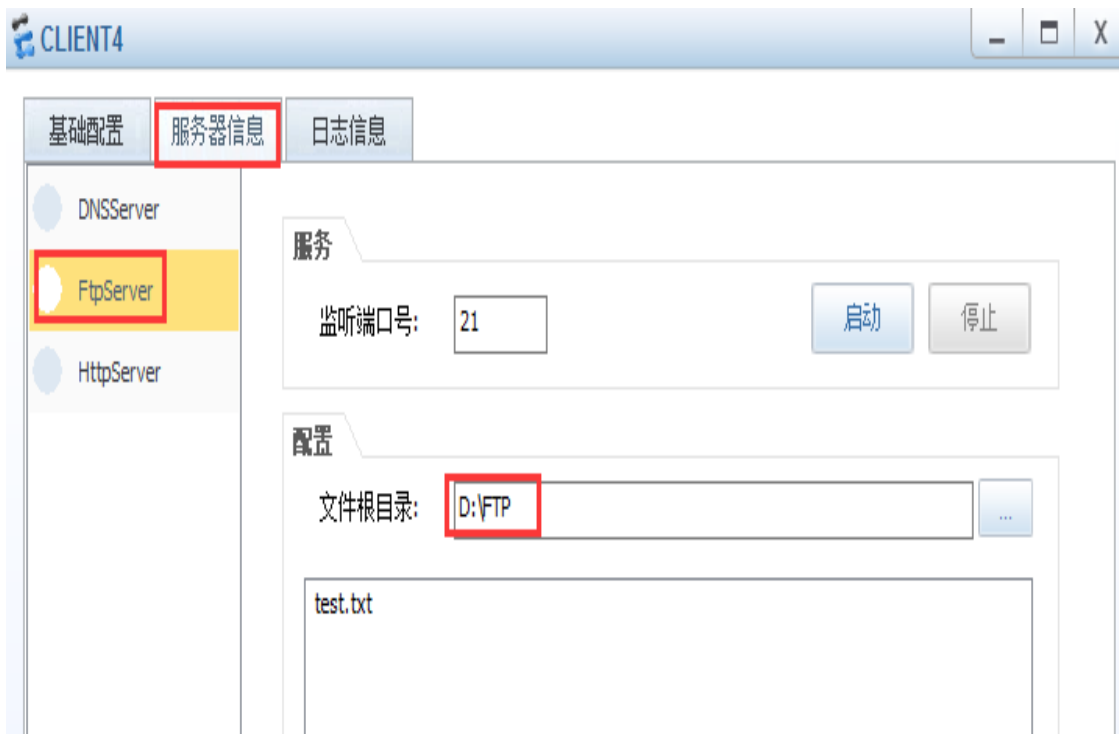 CLIENT4
基础配置 服务器信息 日志信息
DNSServer
FtpServer
HttpServer
服务
监听端口号: 21 启动 停止
配置
文件根目录: D:\FTP ...
test.txt